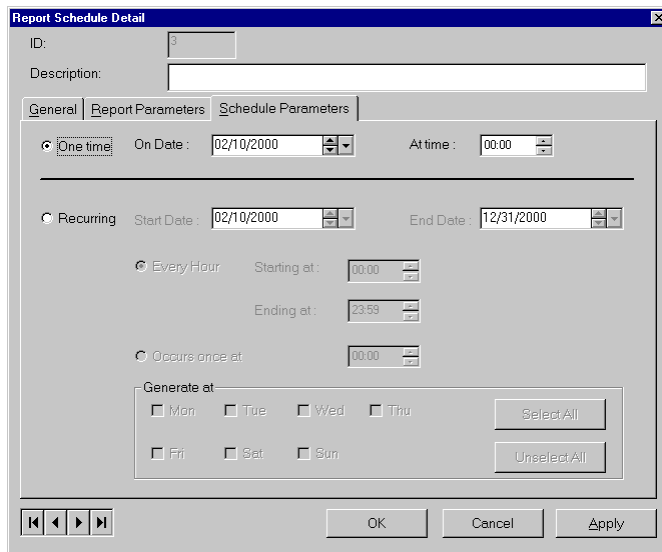 Report Schedule Detail
ID: 3
Description:
General Report Parameters Schedule Parameters
One time On Date : 02/10/2000 At time : 00:00
Recurring Start Date : 02/10/2000 End Date : 12/31/2000
Every Hour Starting at : 00:00
Ending at : 23:59
Occurs once at 00:00
Generate at
Mon Tue Wed Thu Select All
Fri Sat Sun Unselect All
OK Cancel Apply